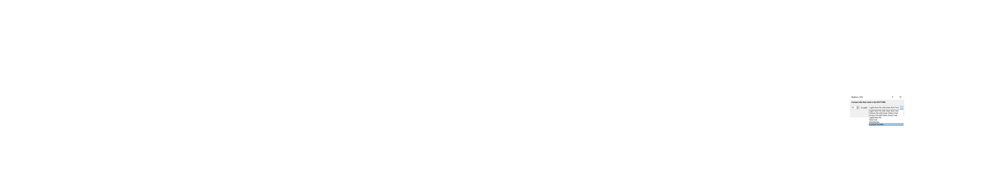 Bottom 10% ?
Format cells that rank in the BOTTOM:
10 % with Light Red Fill with Dark Red Text
Light Red Fill with Dark Red Text
Yellow Fill with Dark Yellow Text
Green Fill with Dark Green Text
Light Red Fill
Red Text
Red Border
Custom Format...